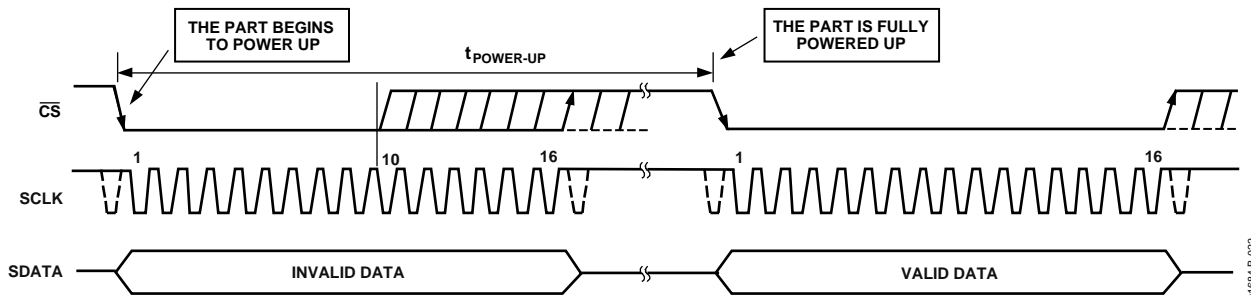 THE PART BEGINS
TO POWER UP
THE PART IS FULLY
POWERED UP
tPOWER-UP
CS
1
10
16
1
16
SCLK
SDATA
INVALID DATA
VALID DATA